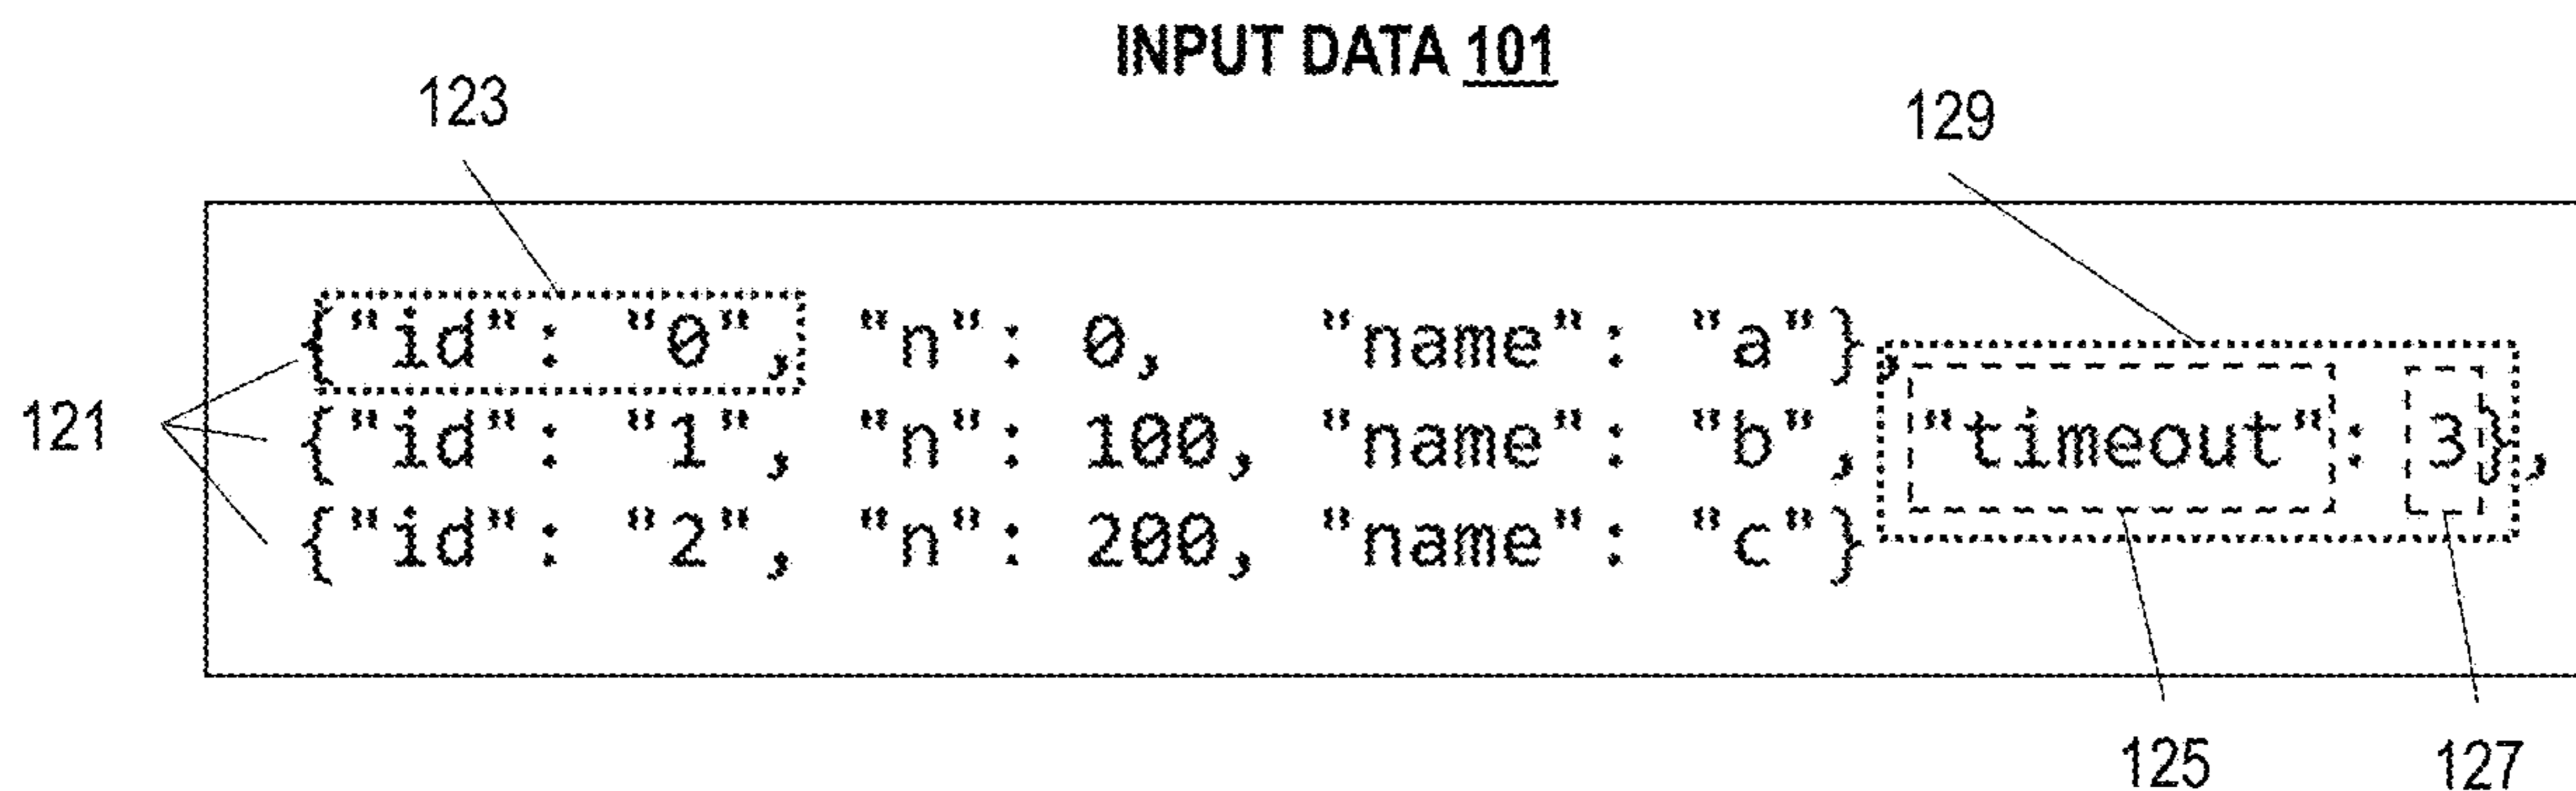 INPUT DATA 101
123
129
{"id": "0", "n": 0, "name": "a"},
121
{"id": "1", "n": 100, "name": "b", "timeout": 3},
{"id": "2", "n": 200, "name": "c"}
125
127